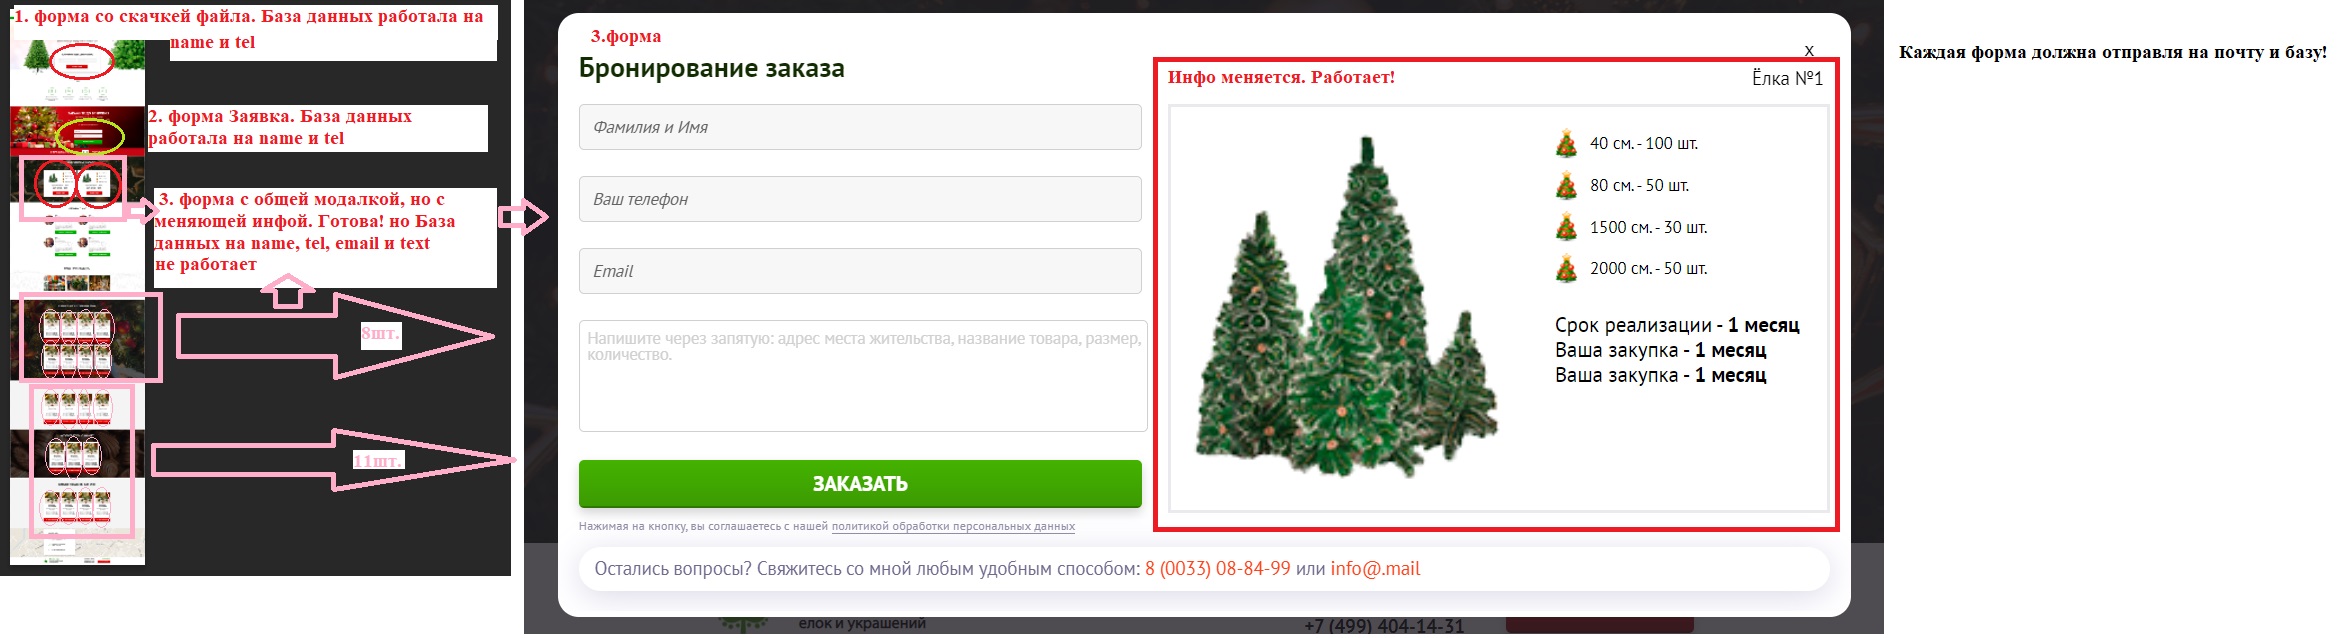 1. форма со скачкей файла. База данных работала на
name и tel
2. форма Заявка. База данных
работала на name и tel
3. форма с общей модалкой, но с
меняющей инфой. Готова! но База
данных на name, tel, email и text
не работает
8шт.
11шт.
3.форма
Бронирование заказа
x
Фамилия и Имя
Ваш телефон
Email
Напишите через запятую: адрес места жительства, название товара, размер,
количество.
ЗАКАЗАТЬ
Нажимая на кнопку, вы соглашаетесь с нашей политикой обработки персональных данных
Инфо меняется. Работает!
Ёлка №1
40 см. - 100 шт.
80 см. - 50 шт.
1500 см. - 30 шт.
2000 см. - 50 шт.
Срок реализации - 1 месяц
Ваша закупка - 1 месяц
Ваша закупка - 1 месяц
Остались вопросы? Свяжитесь со мной любым удобным способом: 8 (0033) 08-84-99 или info@.mail
елок и украшений
+7 (499) 404-14-31
Каждая форма должна отправля на почту и базу!